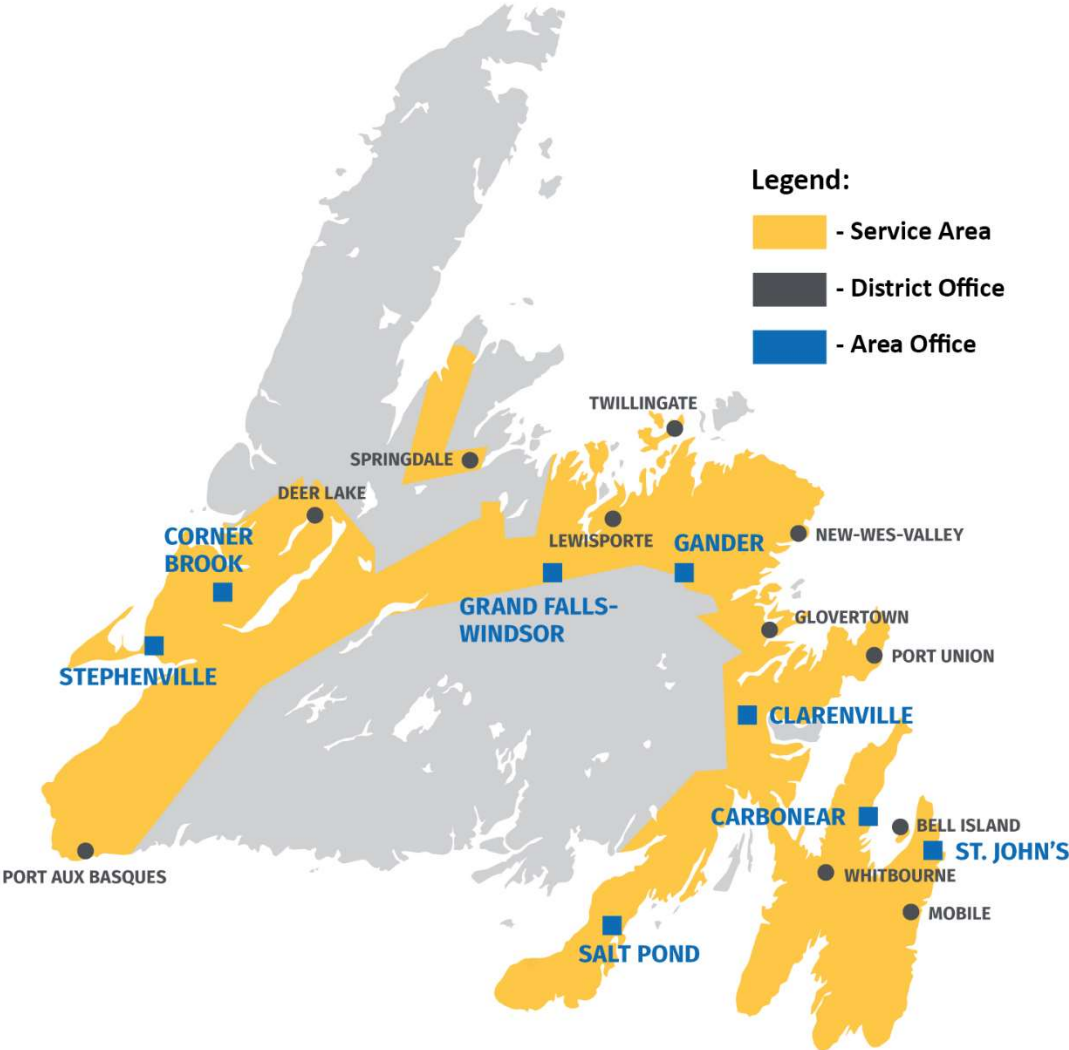 Legend:
- Service Area
- District Office
- Area Office
TWILLINGATE
SPRINGDALE
DEER LAKE
CORNER
BROOK
LEWISPORTE
GANDER
NEW-WES-VALLEY
GRAND FALLS-
WINDSOR
GLOVERTOWN
PORT UNION
STEPHENVILLE
CLARENVILLE
CARBONEAR
BELL ISLAND
ST. JOHN'S
PORT AUX BASQUES
WHITBOURNE
MOBILE
SALT POND